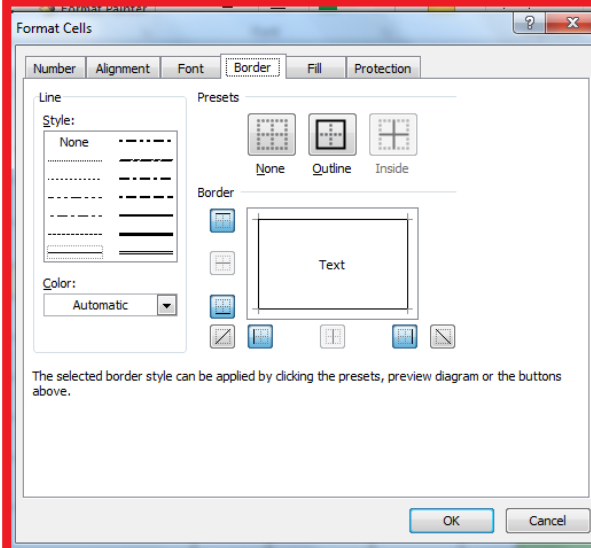 Format Painter
Format Cells
?
X
Number Alignment Font Border Fill Protection
Line
Style:
None
Presets
None Outline Inside
Border
Text
Color:
Automatic
The selected border style can be applied by clicking the presets, preview diagram or the buttons
above.
OK Cancel